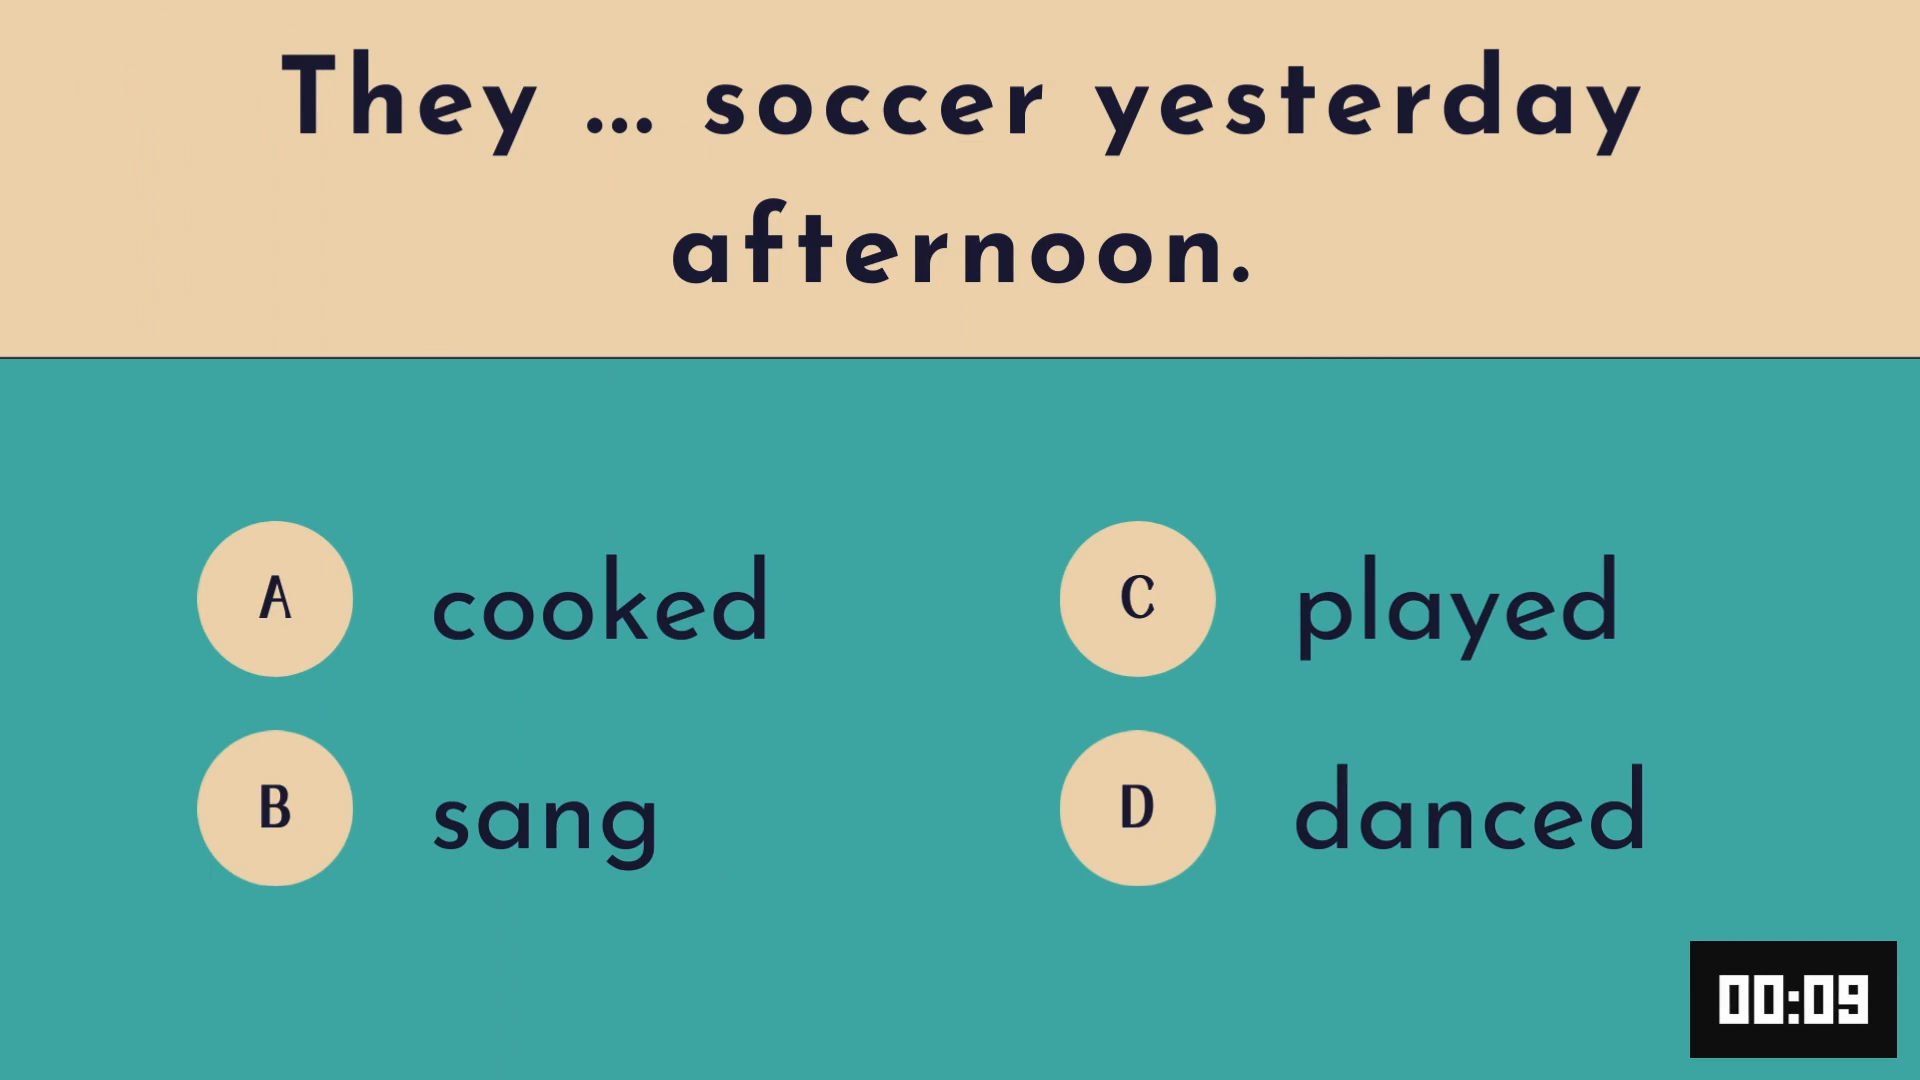 They ... soccer yesterday
afternoon.
A cooked
B sang
C played
D danced
00:09